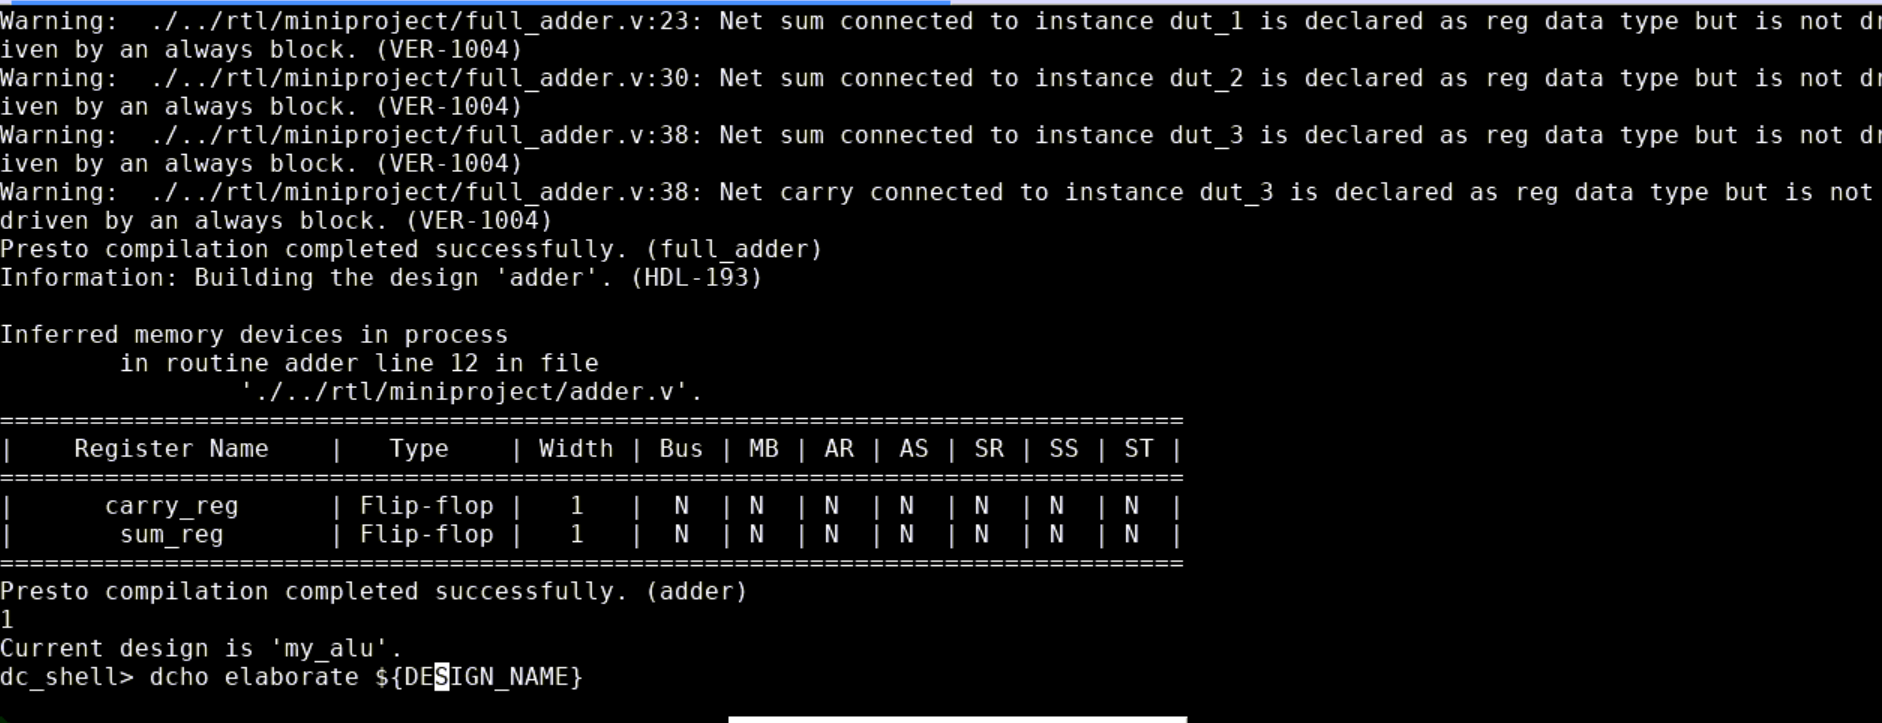 Warning:  ./../rtl/miniproject/full_adder.v:23: Net sum connected to instance dut_1 is declared as reg data type but is not dr
iven by an always block. (VER-1004)
Warning:  ./../rtl/miniproject/full_adder.v:30: Net sum connected to instance dut_2 is declared as reg data type but is not dr
iven by an always block. (VER-1004)
Warning:  ./../rtl/miniproject/full_adder.v:38: Net sum connected to instance dut_3 is declared as reg data type but is not dr
iven by an always block. (VER-1004)
Warning:  ./../rtl/miniproject/full_adder.v:38: Net carry connected to instance dut_3 is declared as reg data type but is not
driven by an always block. (VER-1004)
Presto compilation completed successfully. (full_adder)
Information: Building the design 'adder'. (HDL-193)

Inferred memory devices in process
        in routine adder line 12 in file
                './../rtl/miniproject/adder.v'.
===============================================================================
|    Register Name    |   Type    | Width | Bus | MB | AR | AS | SR | SS | ST |
===============================================================================
|      carry_reg      | Flip-flop |   1   |  N  | N  | N  | N  | N  | N  | N  |
|       sum_reg       | Flip-flop |   1   |  N  | N  | N  | N  | N  | N  | N  |
===============================================================================
Presto compilation completed successfully. (adder)
1
Current design is 'my_alu'.
dc_shell> dcho elaborate ${DESIGN_NAME}